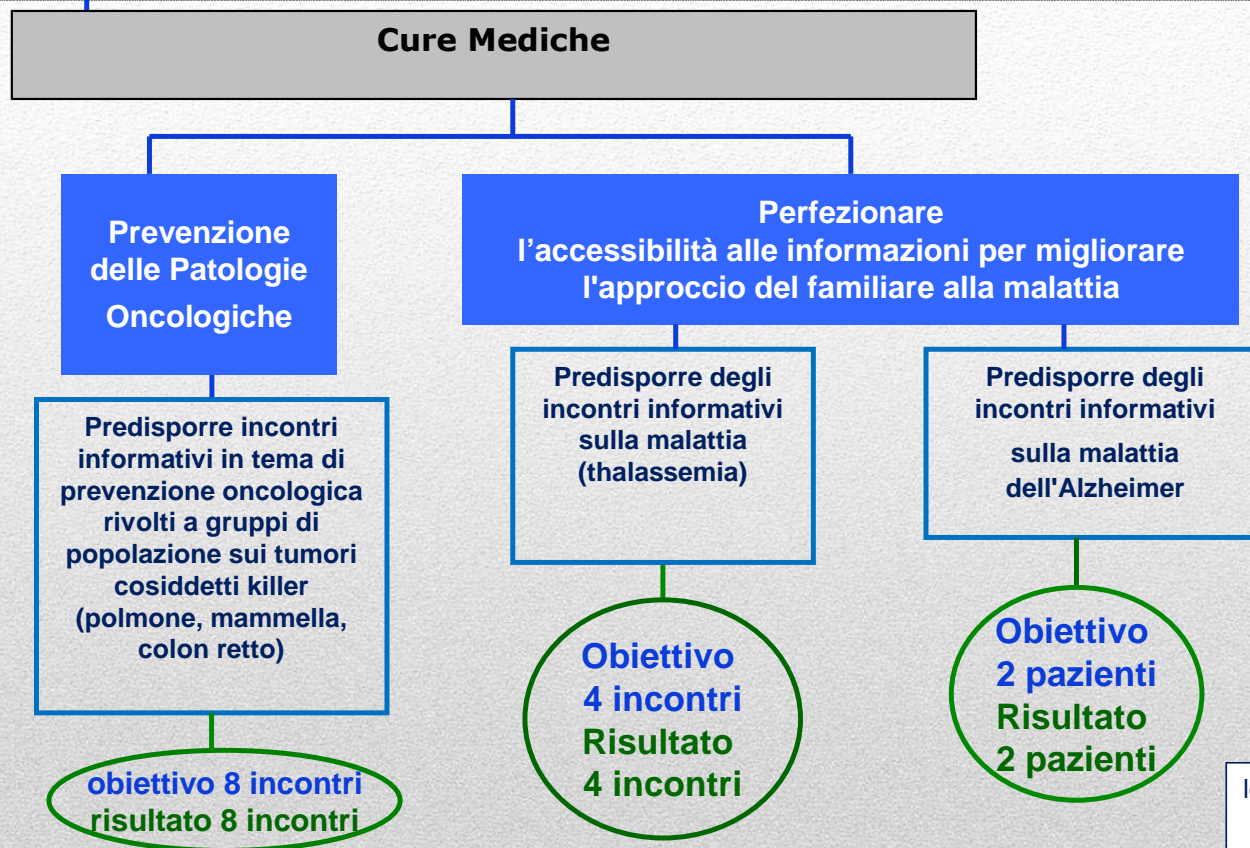 Cure Mediche
Prevenzione
delle Patologie
Oncologiche
Perfezionare
l’accessibilità alle informazioni per migliorare
l'approccio del familiare alla malattia
Predisporre incontri
informativi in tema di
prevenzione oncologica
rivolti a gruppi di
popolazione sui tumori
cosiddetti killer
(polmone, mammella,
colon retto)
Predisporre degli
incontri informativi
sulla malattia
(thalassemia)
Predisporre degli
incontri informativi
sulla malattia
dell'Alzheimer
obiettivo 8 incontri
risultato 8 incontri
Obiettivo
4 incontri
Risultato
4 incontri
Obiettivo
2 pazienti
Risultato
2 pazienti